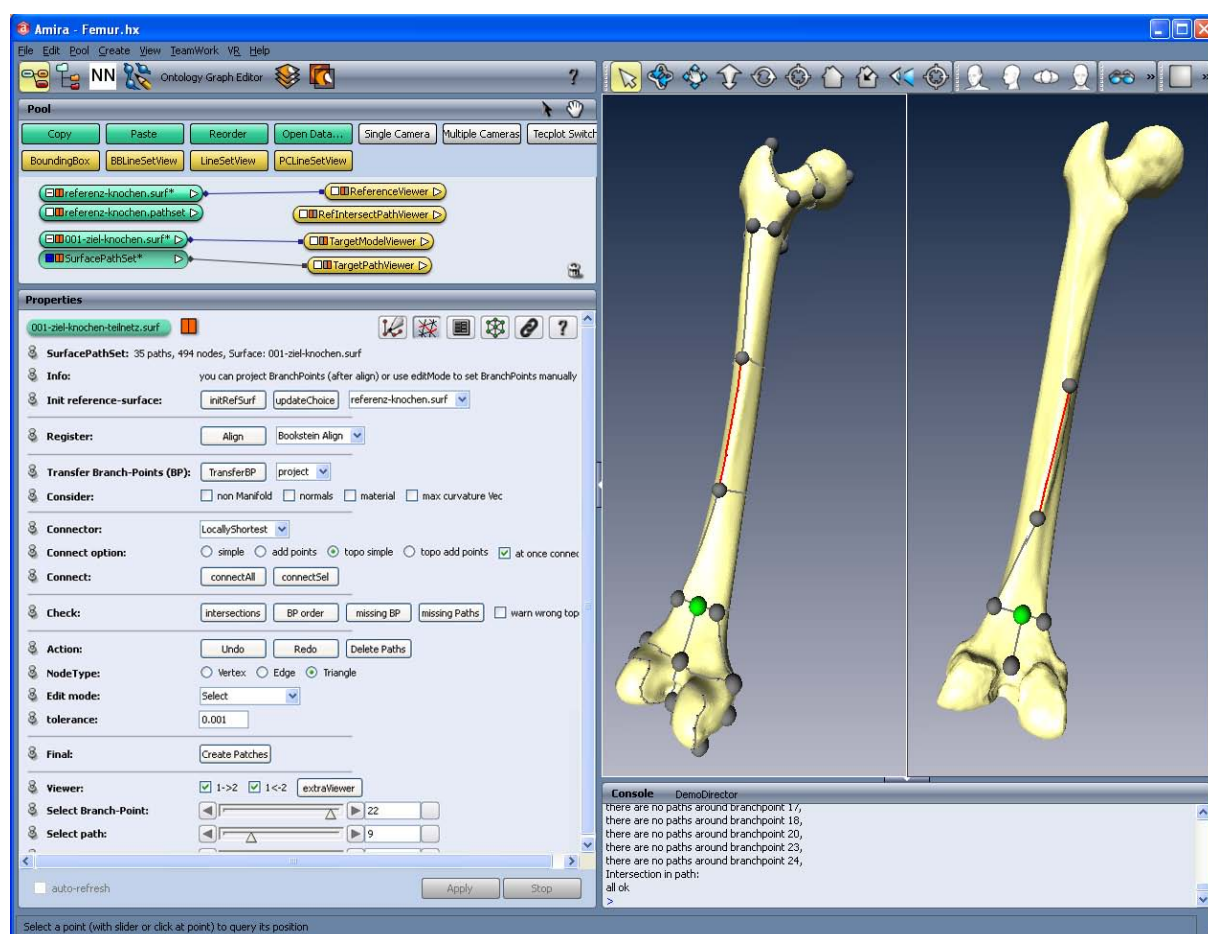 Amira - Femur.hx
File Edit Pool Create View TeamWork VR Help
NN Ontology Graph Editor ?
Pool
Copy Paste Reorder Open Data... Single Camera Multiple Cameras Tecplot Switch
BoundingBox BBLineSetView LineSetView PCLineSetView
referenz-knochen.surf* ReferenceViewer
referenz-knochen.pathset RefIntersectPathViewer
001-ziel-knochen.surf* TargetModelViewer
SurfacePathSet* TargetPathViewer
Properties
001-ziel-knochen-teilnetz.surf ?
SurfacePathSet: 35 paths, 494 nodes, Surface: 001-ziel-knochen.surf
Info: you can project BranchPoints (after align) or use editMode to set BranchPoints manually
Init reference-surface: initRefSurf updateChoice referenz-knochen.surf
Register: Align Bookstein Align
Transfer Branch-Points (BP): TransferBP project
Consider: non Manifold normals material max curvature Vec
Connector: LocallyShortest
Connect option: simple add points topo simple topo add points at once connec
Connect: connectAll connectSel
Check: intersections BP order missing BP missing Paths warn wrong top
Action: Undo Redo Delete Paths
NodeType: Vertex Edge Triangle
Edit mode: Select
tolerance: 0.001
Final: Create Patches
Viewer: 1->2 1<-2 extraViewer
Select Branch-Point: 22
Select path: 9
auto-refresh Apply Stop
Select a point (with slider or click at point) to query its position
» »
Console DemoDirector
there are no paths around branchpoint 17,
there are no paths around branchpoint 18,
there are no paths around branchpoint 20,
there are no paths around branchpoint 23,
there are no paths around branchpoint 24,
Intersection in path:
all ok
>